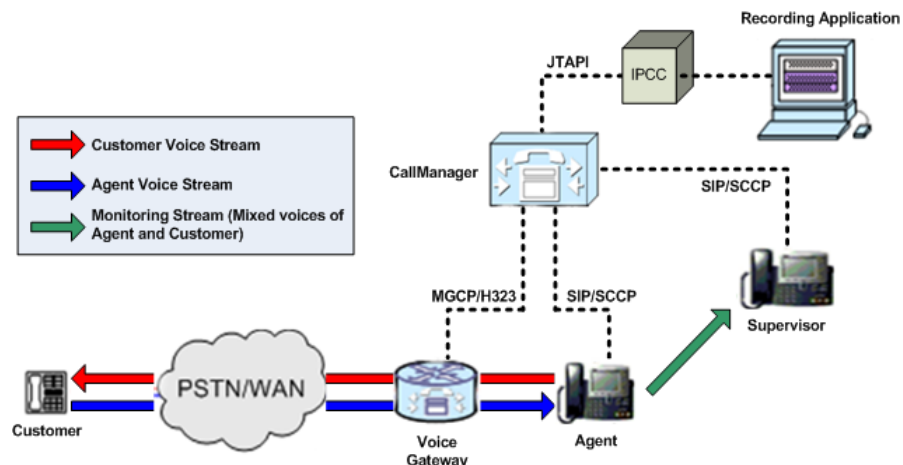 Recording Application
JTAPI
IPCC
Customer Voice Stream
Agent Voice Stream
Monitoring Stream (Mixed voices of
Agent and Customer)
CallManager
SIP/SCCP
MGCP/H323
SIP/SCCP
Supervisor
PSTN/WAN
Customer
Voice
Gateway
Agent